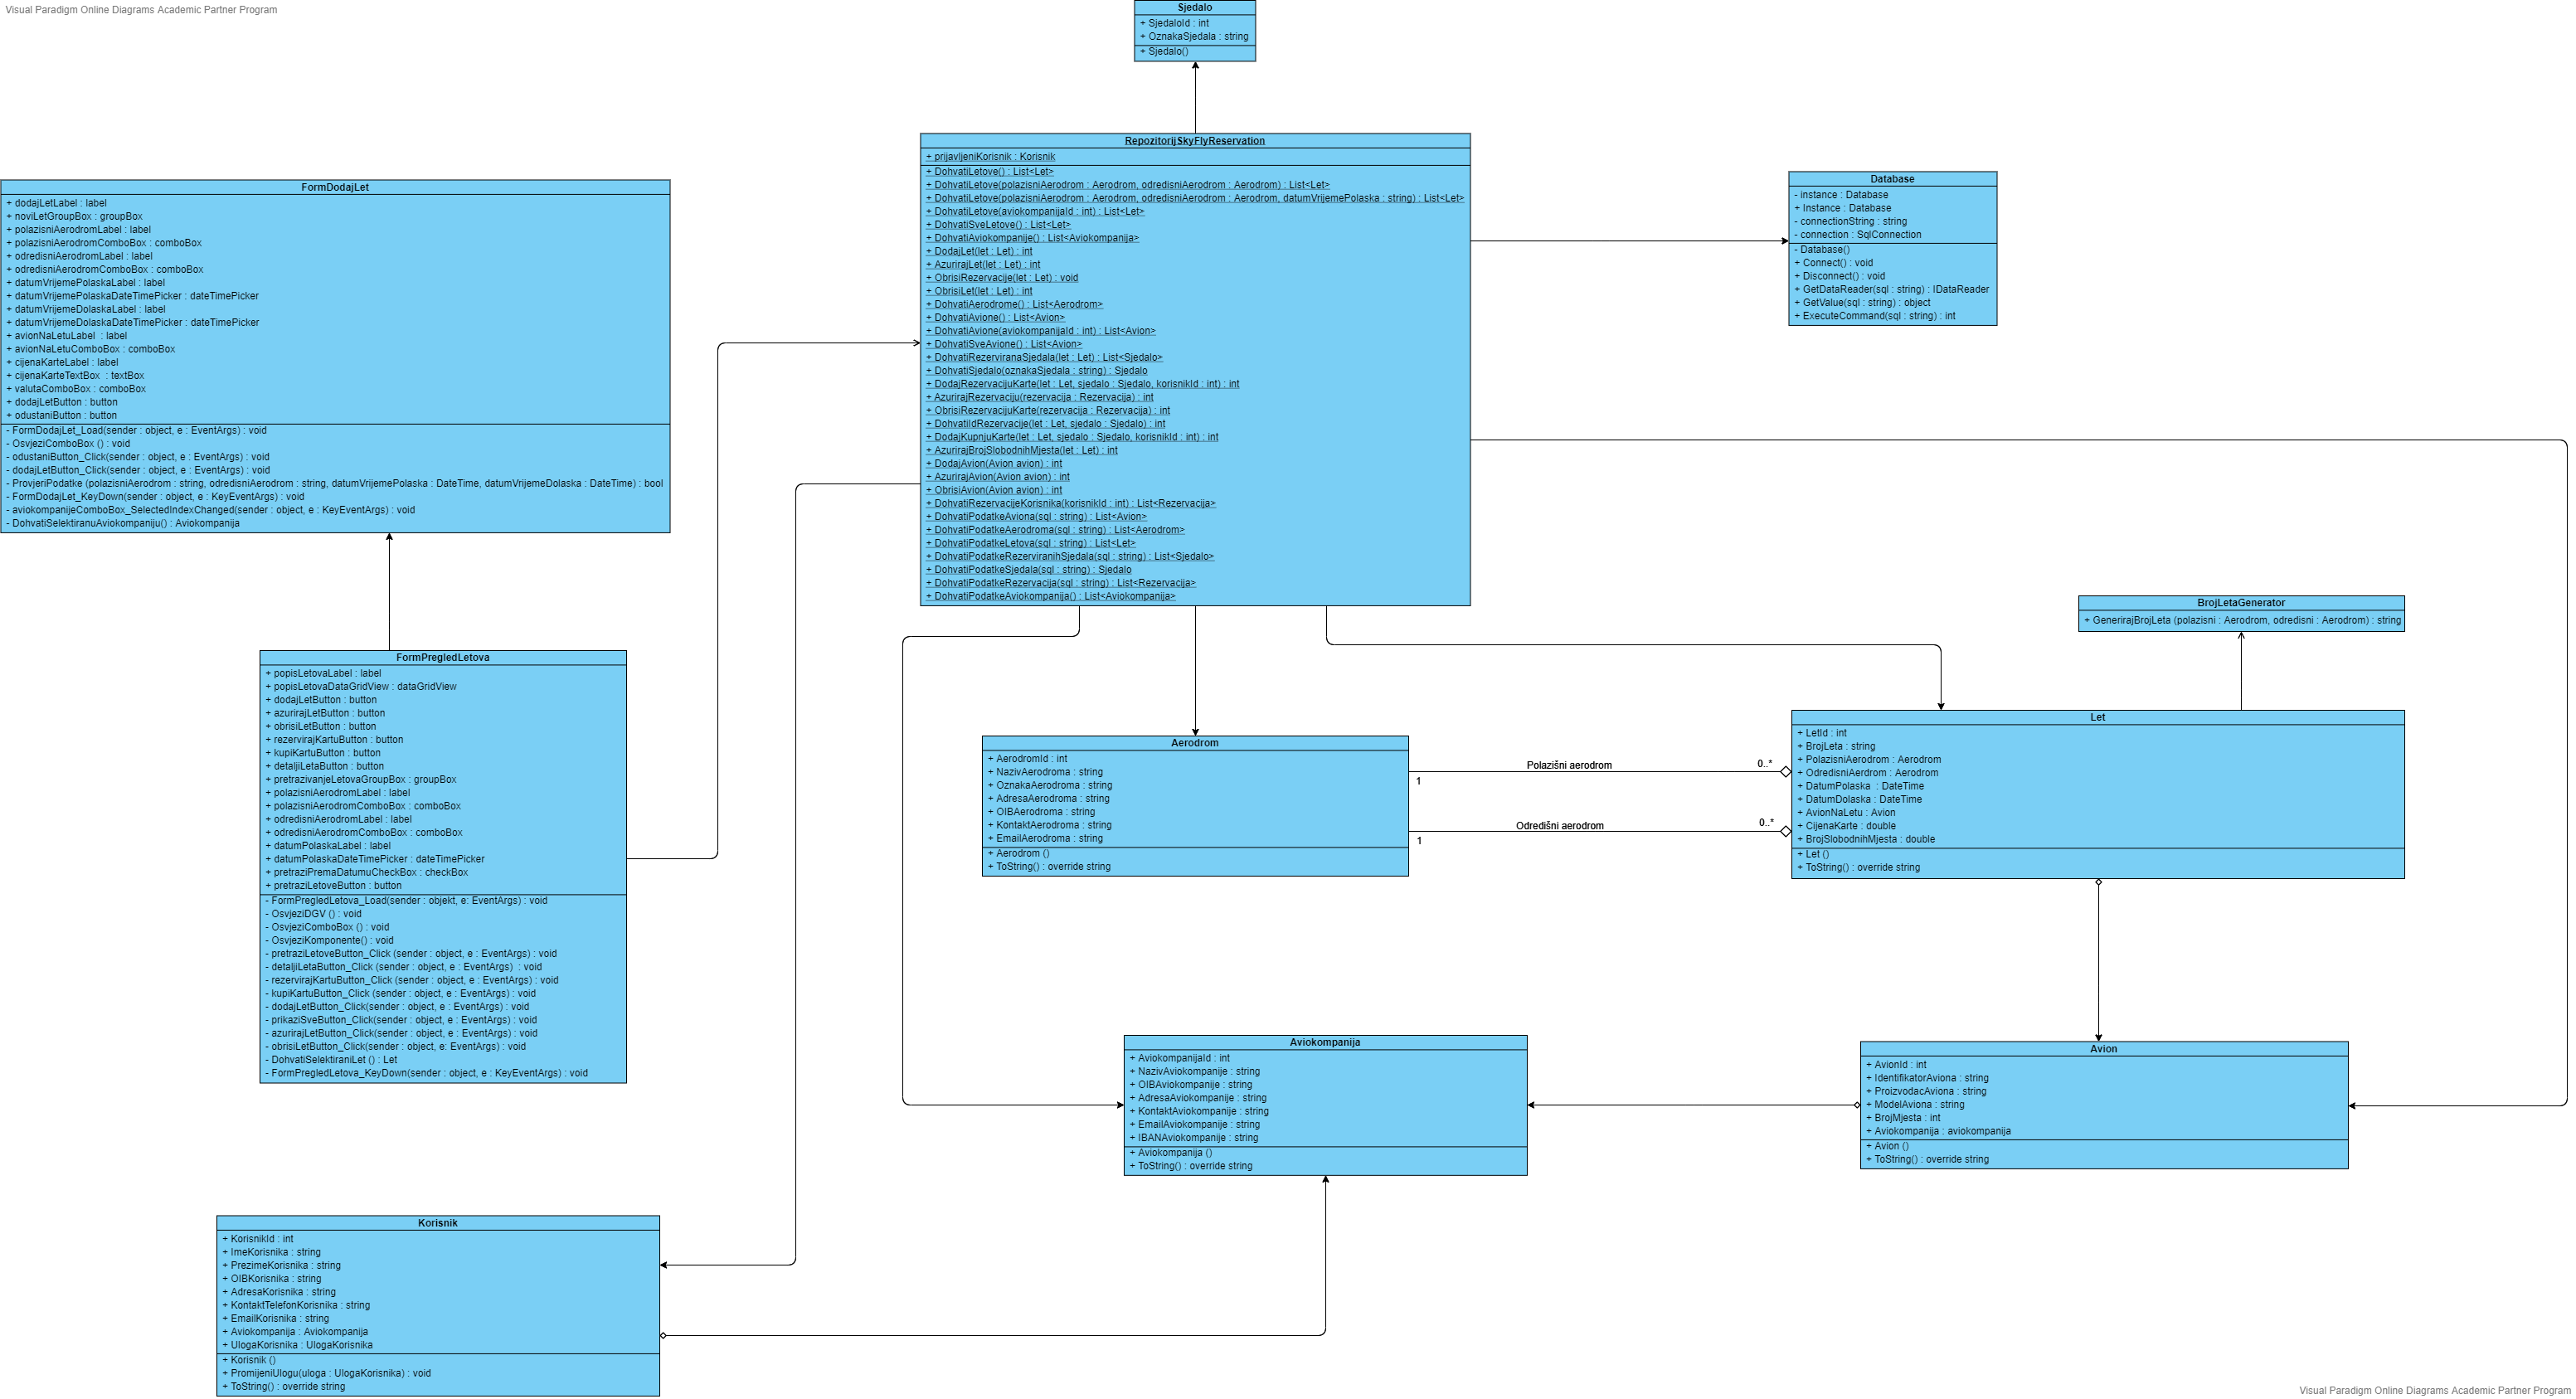 Visual Paradigm Online Diagrams Academic Partner Program
Sjedalo
+ SjedaloId : int
+ OznakaSjedala : string
+ Sjedalo()
RepozitorijSkyFlyReservation
+ prijavljeniKorisnik : Korisnik
+ DohvatiLetove() : List<Let>
+ DohvatiLetove(polazisniAerodrom : Aerodrom, odredisniAerodrom : Aerodrom) : List<Let>
+ DohvatiLetove(polazisniAerodrom : Aerodrom, odredisniAerodrom : Aerodrom, datumVrijemePolaska : string) : List<Let>
+ DohvatiLetove(aviokompanijaId : int) : List<Let>
+ DohvatiSveLetove() : List<Let>
+ DohvatiAviokompanije() : List<Aviokompanija>
+ DodajLet(let : Let) : int
+ AzurirajLet(let : Let) : int
+ ObrisiRezervacije(let : Let) : void
+ ObrisiLet(let : Let) : int
+ DohvatiAerodrome() : List<Aerodrom>
+ DohvatiAvione() : List<Avion>
+ DohvatiAvione(aviokompanijaId : int) : List<Avion>
+ DohvatiSveAvione() : List<Avion>
+ DohvatiRezerviranaSjedala(let : Let) : List<Sjedalo>
+ DohvatiSjedalo(oznakaSjedala : string) : Sjedalo
+ DodajRezervacijuKarte(let : Let, sjedalo : Sjedalo, korisnikId : int) : int
+ AzurirajRezervaciju(rezervacija : Rezervacija) : int
+ ObrisiRezervacijuKarte(rezervacija : Rezervacija) : int
+ DohvatiIdRezervacije(let : Let, sjedalo : Sjedalo) : int
+ DodajKupnjuKarte(let : Let, sjedalo : Sjedalo, korisnikId : int) : int
+ AzurirajBrojSlobodnihMjesta(let : Let) : int
+ DodajAvion(Avion avion) : int
+ AzurirajAvion(Avion avion) : int
+ ObrisiAvion(Avion avion) : int
+ DohvatiRezervacijeKorisnika(korisnikId : int) : List<Rezervacija>
+ DohvatiPodatkeAviona(sql : string) : List<Avion>
+ DohvatiPodatkeAerodroma(sql : string) : List<Aerodrom>
+ DohvatiPodatkeLetova(sql : string) : List<Let>
+ DohvatiPodatkeRezerviranihSjedala(sql : string) : List<Sjedalo>
+ DohvatiPodatkeSjedala(sql : string) : Sjedalo
+ DohvatiPodatkeRezervacija(sql : string) : List<Rezervacija>
+ DohvatiPodatkeAviokompanija() : List<Aviokompanija>
Database
- instance : Database
+ Instance : Database
- connectionString : string
- connection : SqlConnection
- Database()
+ Connect() : void
+ Disconnect() : void
+ GetDataReader(sql : string) : IDataReader
+ GetValue(sql : string) : object
+ ExecuteCommand(sql : string) : int
FormDodajLet
+ dodajLetLabel : label
+ noviLetGroupBox : groupBox
+ polazisniAerodromLabel : label
+ polazisniAerodromComboBox : comboBox
+ odredisniAerodromLabel : label
+ odredisniAerodromComboBox : comboBox
+ datumVrijemePolaskaLabel : label
+ datumVrijemePolaskaDateTimePicker : dateTimePicker
+ datumVrijemeDolaskaLabel : label
+ datumVrijemeDolaskaDateTimePicker : dateTimePicker
+ avionNaLetuLabel  : label
+ avionNaLetuComboBox : comboBox
+ cijenaKarteLabel : label
+ cijenaKarteTextBox  : textBox
+ valutaComboBox : comboBox
+ dodajLetButton : button
+ odustaniButton : button
- FormDodajLet_Load(sender : object, e : EventArgs) : void
- OsvjeziComboBox () : void
- odustaniButton_Click(sender : object, e : EventArgs) : void
- dodajLetButton_Click(sender : object, e : EventArgs) : void
- ProvjeriPodatke (polazisniAerodrom : string, odredisniAerodrom : string, datumVrijemePolaska : DateTime, datumVrijemeDolaska : DateTime) : bool
- FormDodajLet_KeyDown(sender : object, e : KeyEventArgs) : void
- aviokompanijeComboBox_SelectedIndexChanged(sender : object, e : KeyEventArgs) : void
- DohvatiSelektiranuAviokompaniju() : Aviokompanija
FormPregledLetova
+ popisLetovaLabel : label
+ popisLetovaDataGridView : dataGridView
+ dodajLetButton : button
+ azurirajLetButton : button
+ obrisiLetButton : button
+ rezervirajKartuButton : button
+ kupiKartuButton : button
+ detaljiLetaButton : button
+ pretrazivanjeLetovaGroupBox : groupBox
+ polazisniAerodromLabel : label
+ polazisniAerodromComboBox : comboBox
+ odredisniAerodromLabel : label
+ odredisniAerodromComboBox : comboBox
+ datumPolaskaLabel : label
+ datumPolaskaDateTimePicker : dateTimePicker
+ pretraziPremaDatumuCheckBox : checkBox
+ pretraziLetoveButton : button
- FormPregledLetova_Load(sender : objekt, e: EventArgs) : void
- OsvjeziDGV () : void
- OsvjeziComboBox () : void
- OsvjeziKomponente() : void
- pretraziLetoveButton_Click (sender : object, e : EventArgs) : void
- detaljiLetaButton_Click (sender : object, e : EventArgs)  : void
- rezervirajKartuButton_Click (sender : object, e : EventArgs) : void
- kupiKartuButton_Click (sender : object, e : EventArgs) : void
- dodajLetButton_Click(sender : object, e : EventArgs) : void
- prikaziSveButton_Click(sender : object, e : EventArgs) : void
- azurirajLetButton_Click(sender : object, e : EventArgs) : void
- obrisiLetButton_Click(sender : object, e: EventArgs) : void
- DohvatiSelektiraniLet () : Let
- FormPregledLetova_KeyDown(sender : object, e : KeyEventArgs) : void
BrojLetaGenerator
+ GenerirajBrojLeta (polazisni : Aerodrom, odredisni : Aerodrom) : string
Aerodrom
+ AerodromId : int
+ NazivAerodroma : string
+ OznakaAerodroma : string
+ AdresaAerodroma : string
+ OIBAerodroma : string
+ KontaktAerodroma : string
+ EmailAerodroma : string
+ Aerodrom ()
+ ToString() : override string
Polazišni aerodrom
0..*
1
Odredišni aerodrom
0..*
1
Let
+ LetId : int
+ BrojLeta : string
+ PolazisniAerodrom : Aerodrom
+ OdredisniAerdrom : Aerodrom
+ DatumPolaska  : DateTime
+ DatumDolaska : DateTime
+ AvionNaLetu : Avion
+ CijenaKarte : double
+ BrojSlobodnihMjesta : double
+ Let ()
+ ToString() : override string
Aviokompanija
+ AviokompanijaId : int
+ NazivAviokompanije : string
+ OIBAviokompanije : string
+ AdresaAviokompanije : string
+ KontaktAviokompanije : string
+ EmailAviokompanije : string
+ IBANAviokompanije : string
+ Aviokompanija ()
+ ToString() : override string
Avion
+ AvionId : int
+ IdentifikatorAviona : string
+ ProizvodacAviona : string
+ ModelAviona : string
+ BrojMjesta : int
+ Aviokompanija : aviokompanija
+ Avion ()
+ ToString() : override string
Korisnik
+ KorisnikId : int
+ ImeKorisnika : string
+ PrezimeKorisnika : string
+ OIBKorisnika : string
+ AdresaKorisnika : string
+ KontaktTelefonKorisnika : string
+ EmailKorisnika : string
+ Aviokompanija : Aviokompanija
+ UlogaKorisnika : UlogaKorisnika
+ Korisnik ()
+ PromijeniUlogu(uloga : UlogaKorisnika) : void
+ ToString() : override string
Visual Paradigm Online Diagrams Academic Partner Program